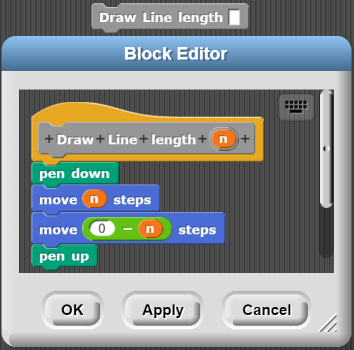 Draw Line length
Block Editor
+ Draw + Line + length + n +
pen down
move n steps
move 0 − n steps
pen up
OK Apply Cancel